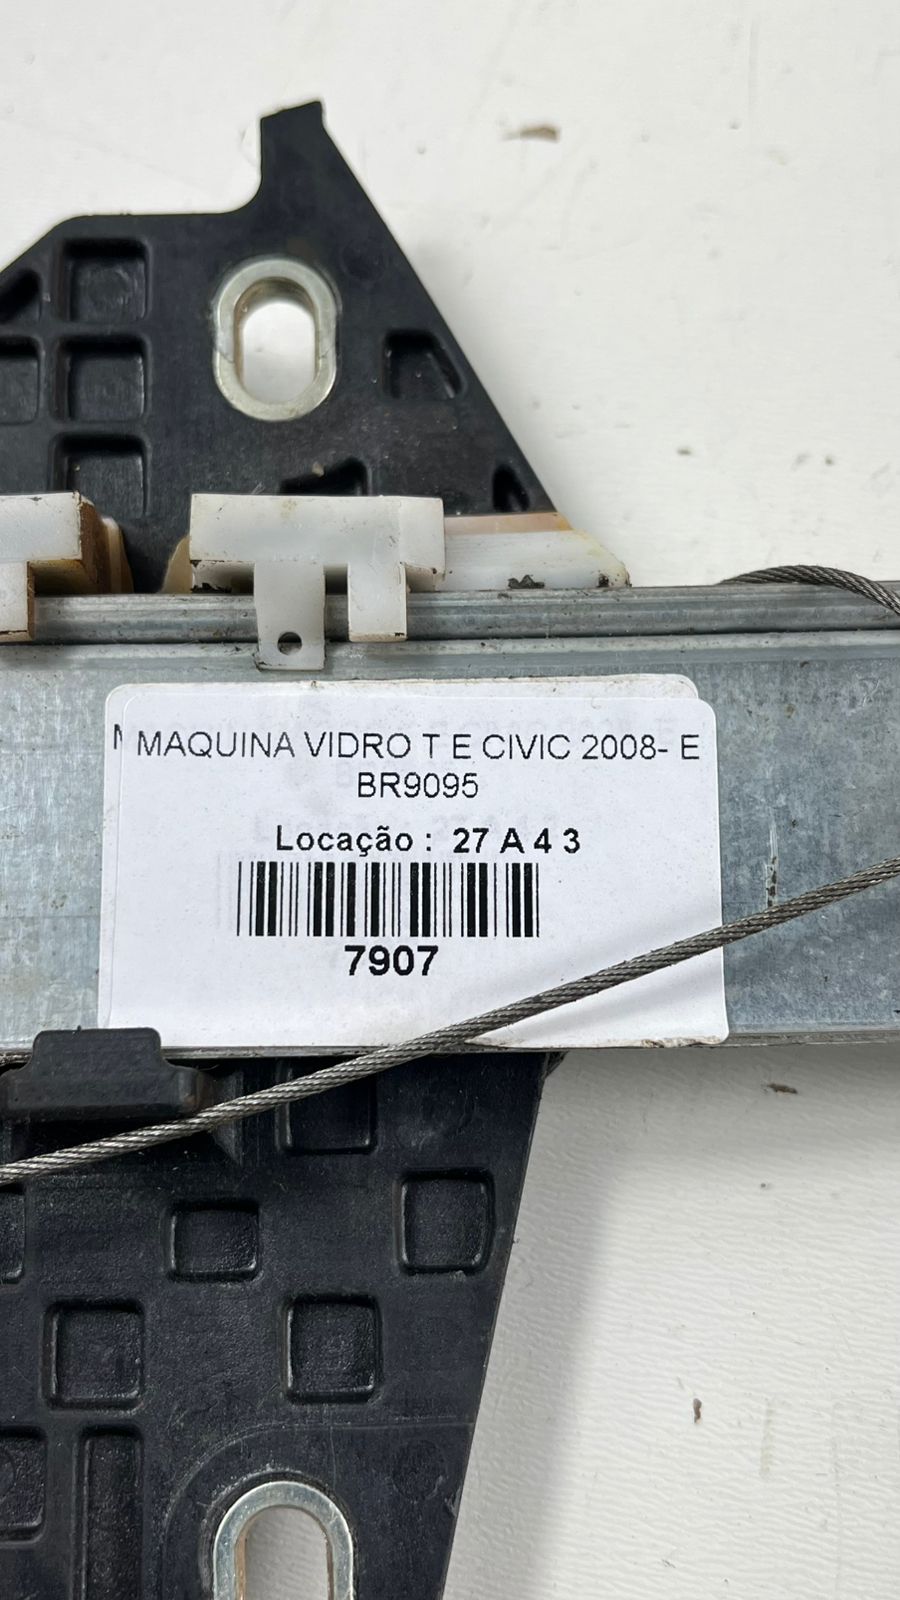 MAQUINA VIDRO T E CIVIC 2008- E
BR9095
Locação : 27 A 4 3
7907